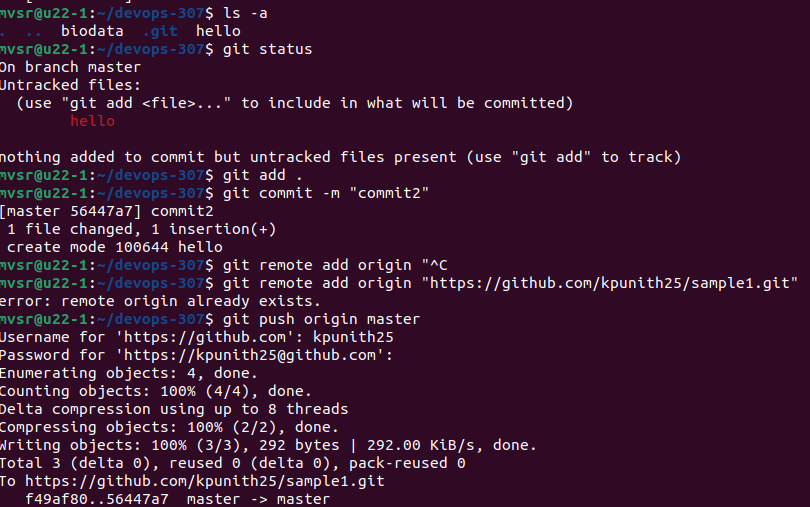 mvsr@u22-1:~/devops-307$ ls -a
.  ..  biodata  .git  hello
mvsr@u22-1:~/devops-307$ git status
On branch master
Untracked files:
  (use "git add <file>..." to include in what will be committed)
        hello

nothing added to commit but untracked files present (use "git add" to track)
mvsr@u22-1:~/devops-307$ git add .
mvsr@u22-1:~/devops-307$ git commit -m "commit2"
[master 56447a7] commit2
 1 file changed, 1 insertion(+)
 create mode 100644 hello
mvsr@u22-1:~/devops-307$ git remote add origin "^C
mvsr@u22-1:~/devops-307$ git remote add origin "https://github.com/kpunith25/sample1.git"
error: remote origin already exists.
mvsr@u22-1:~/devops-307$ git push origin master
Username for 'https://github.com': kpunith25
Password for 'https://kpunith25@github.com':
Enumerating objects: 4, done.
Counting objects: 100% (4/4), done.
Delta compression using up to 8 threads
Compressing objects: 100% (2/2), done.
Writing objects: 100% (3/3), 292 bytes | 292.00 KiB/s, done.
Total 3 (delta 0), reused 0 (delta 0), pack-reused 0
To https://github.com/kpunith25/sample1.git
   f49af80..56447a7  master -> master